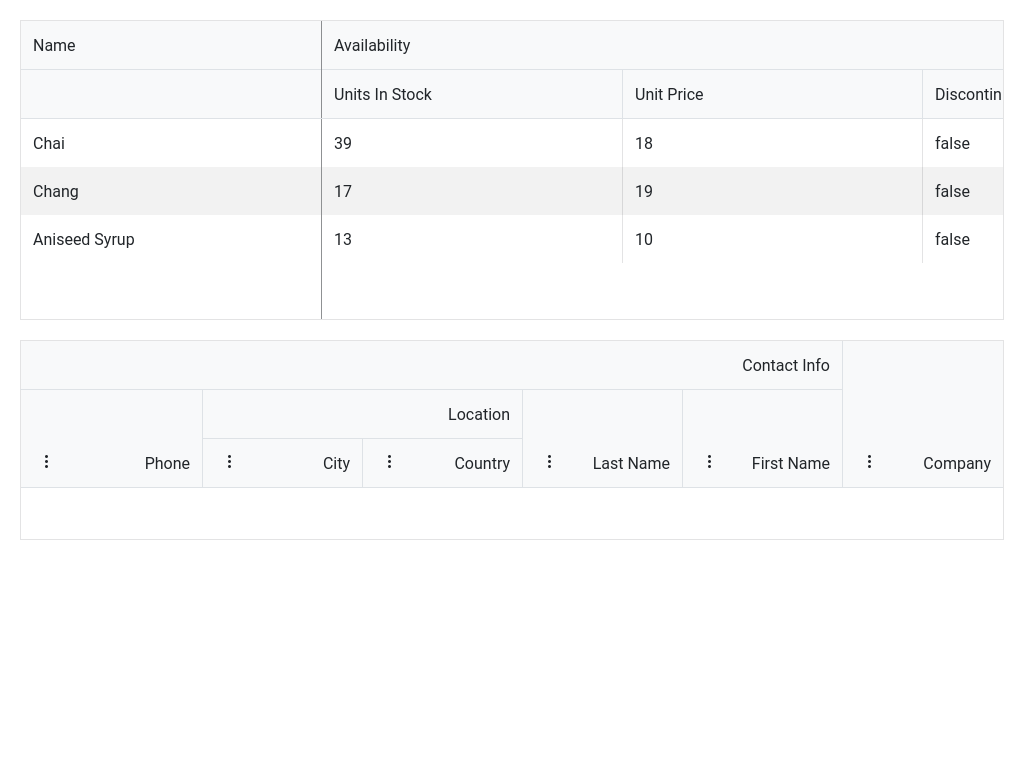 Name Availability
Units In Stock Unit Price Discontin
Chai 39 18 false
Chang 17 19 false
Aniseed Syrup 13 10 false
Contact Info
Location
Phone City Country Last Name First Name Company